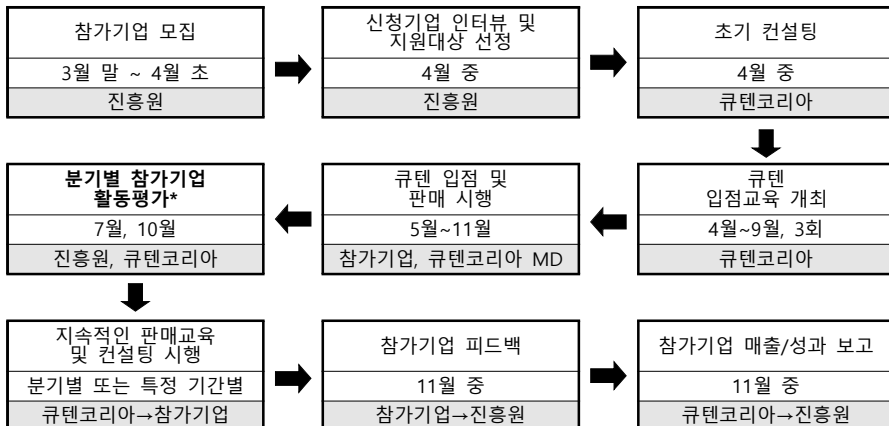 참가기업 모집
3월 말 ~ 4월 초
진흥원
신청기업 인터뷰 및
지원대상 선정
4월 중
진흥원
초기 컨설팅
4월 중
큐텐코리아
큐텐
입점교육 개최
4월~9월, 3회
큐텐코리아
큐텐 입점 및
판매 시행
5월~11월
참가기업, 큐텐코리아 MD
분기별 참가기업
활동평가*
7월, 10월
진흥원, 큐텐코리아
지속적인 판매교육
및 컨설팅 시행
분기별 또는 특정 기간별
큐텐코리아→참가기업
참가기업 피드백
11월 중
참가기업→진흥원
참가기업 매출/성과 보고
11월 중
큐텐코리아→진흥원